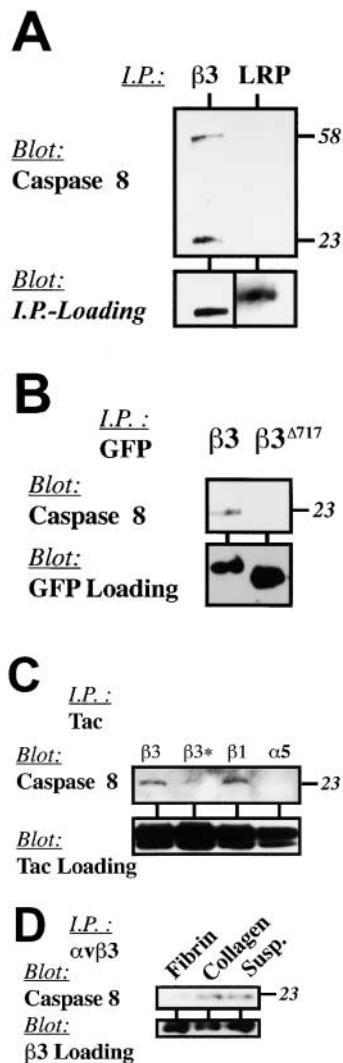 A
I.P.: β3 LRP
Blot:
Caspase 8
58
23
Blot:
I.P.-Loading
B
I.P. :
GFP
β3 β3Δ717
Blot:
Caspase 8
23
Blot:
GFP Loading
C
I.P. :
Tac
Blot:
β3 β3* β1 α5
Caspase 8
23
Blot:
Tac Loading
D
I.P. :
αvβ3
Fibrin
Collagen
Susp.
Blot:
Caspase 8
23
Blot:
β3 Loading